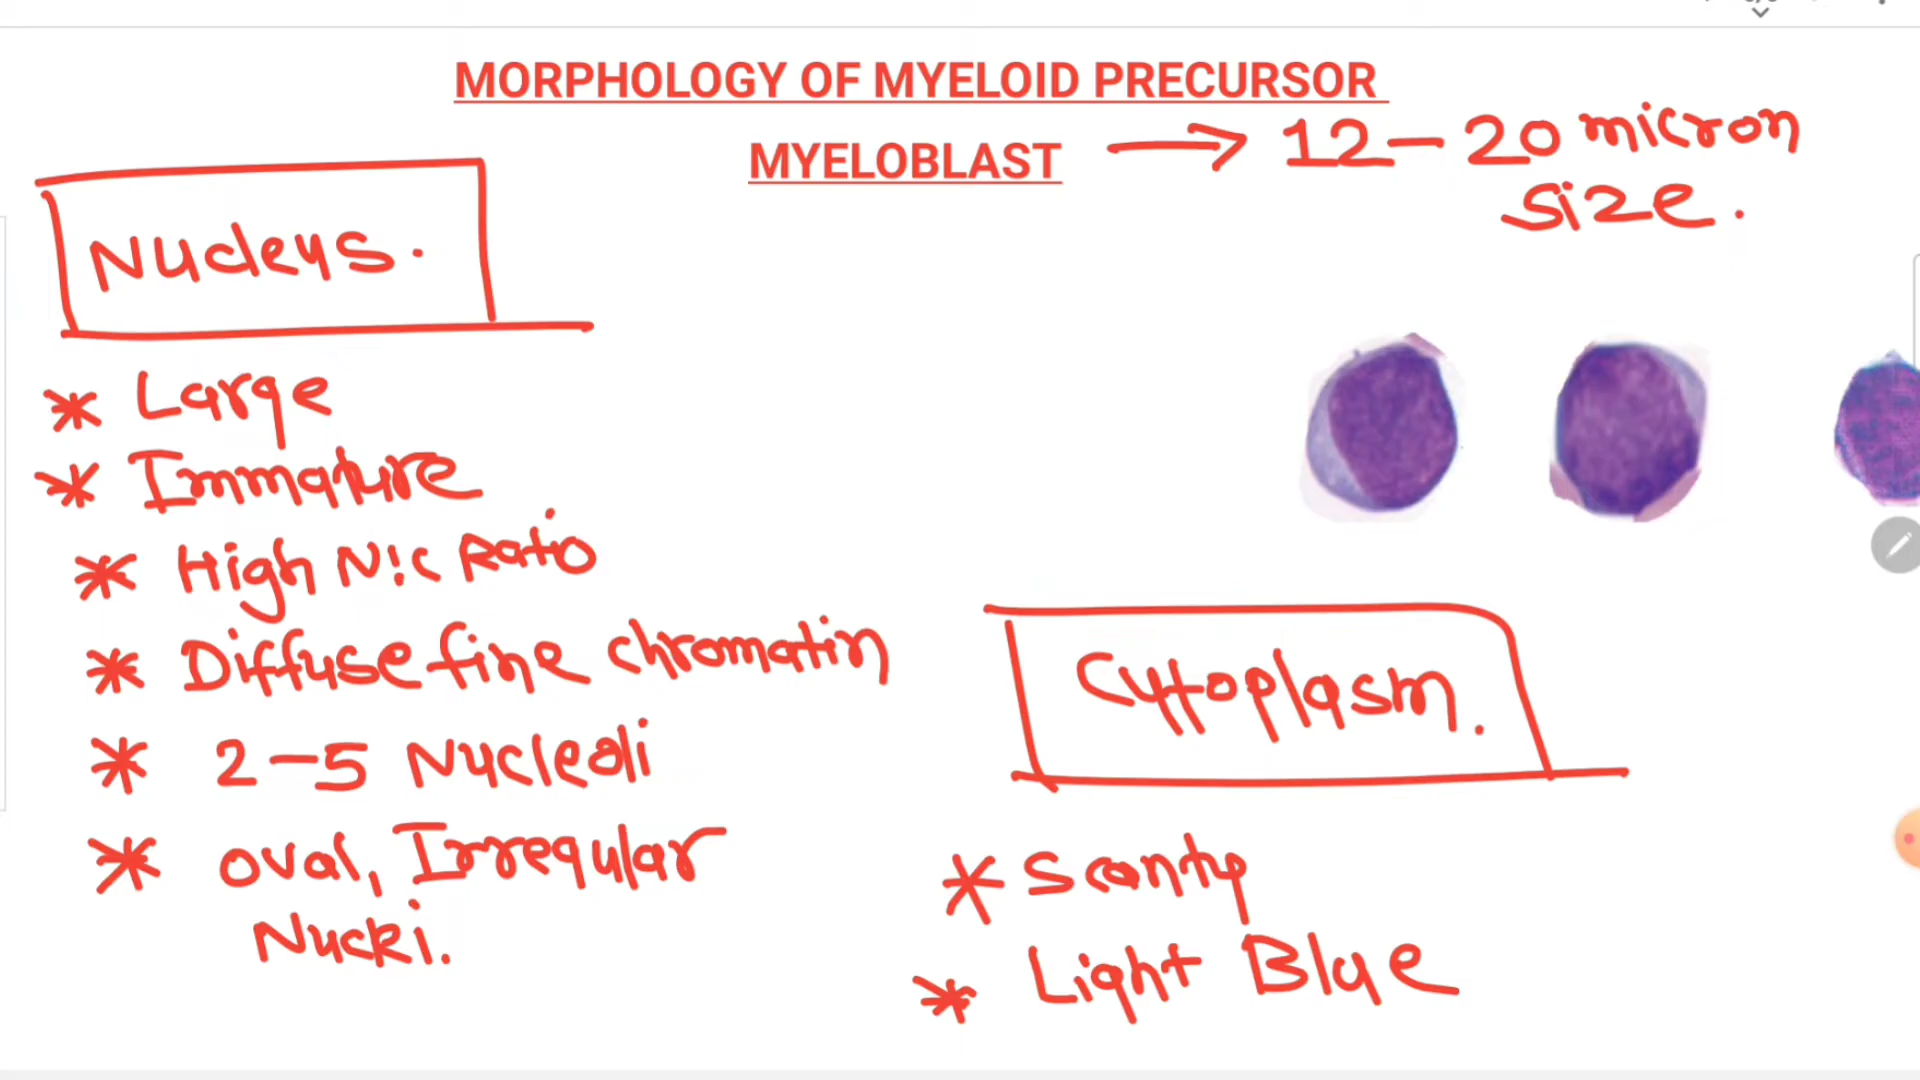 MORPHOLOGY OF MYELOID PRECURSOR
MYELOBLAST → 12-20 micron
size.
Nucleus.
* Large
* Immature
* High N:C Ratio
* Diffuse fine chromatin
* 2-5 Nucleoli
* oval, Irregular
Nuclei.
Cytoplasm.
* Scanty
* Light Blue